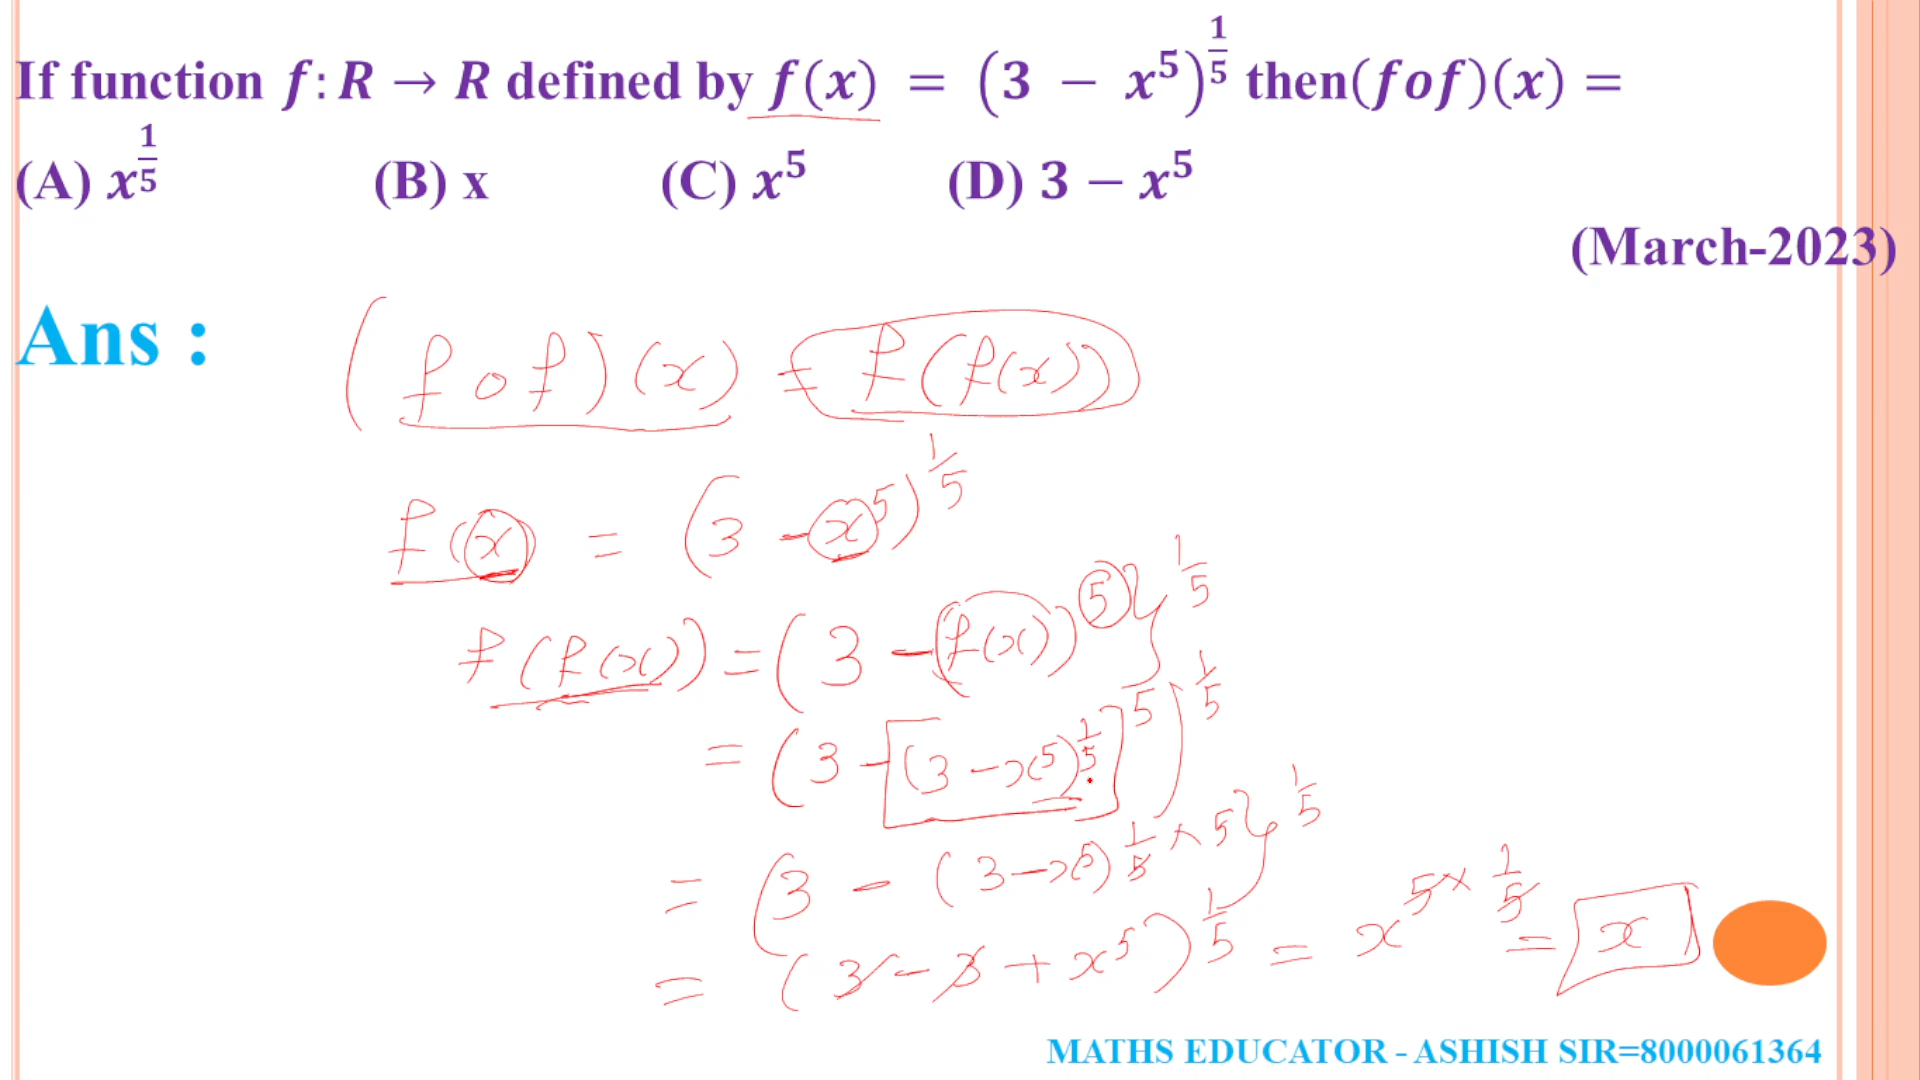 If function f: R → R defined by f(x) = (3 − x⁵)^(1/5) then(fof)(x) =
(A) x^(1/5) (B) x (C) x⁵ (D) 3 − x⁵
(March-2023)
Ans :
(fof)(x) = f(f(x))
f(x) = (3 - x⁵)^(1/5)
f(f(x)) = (3 - (f(x))⁵}^(1/5)
= (3 - [(3 - x⁵)^(1/5)]⁵)^(1/5)
= (3 - (3 - x⁵)^(1/5 × 5)}^(1/5)
= (3 - 3 + x⁵)^(1/5) = x^(5 × 1/5) = x
MATHS EDUCATOR - ASHISH SIR=8000061364